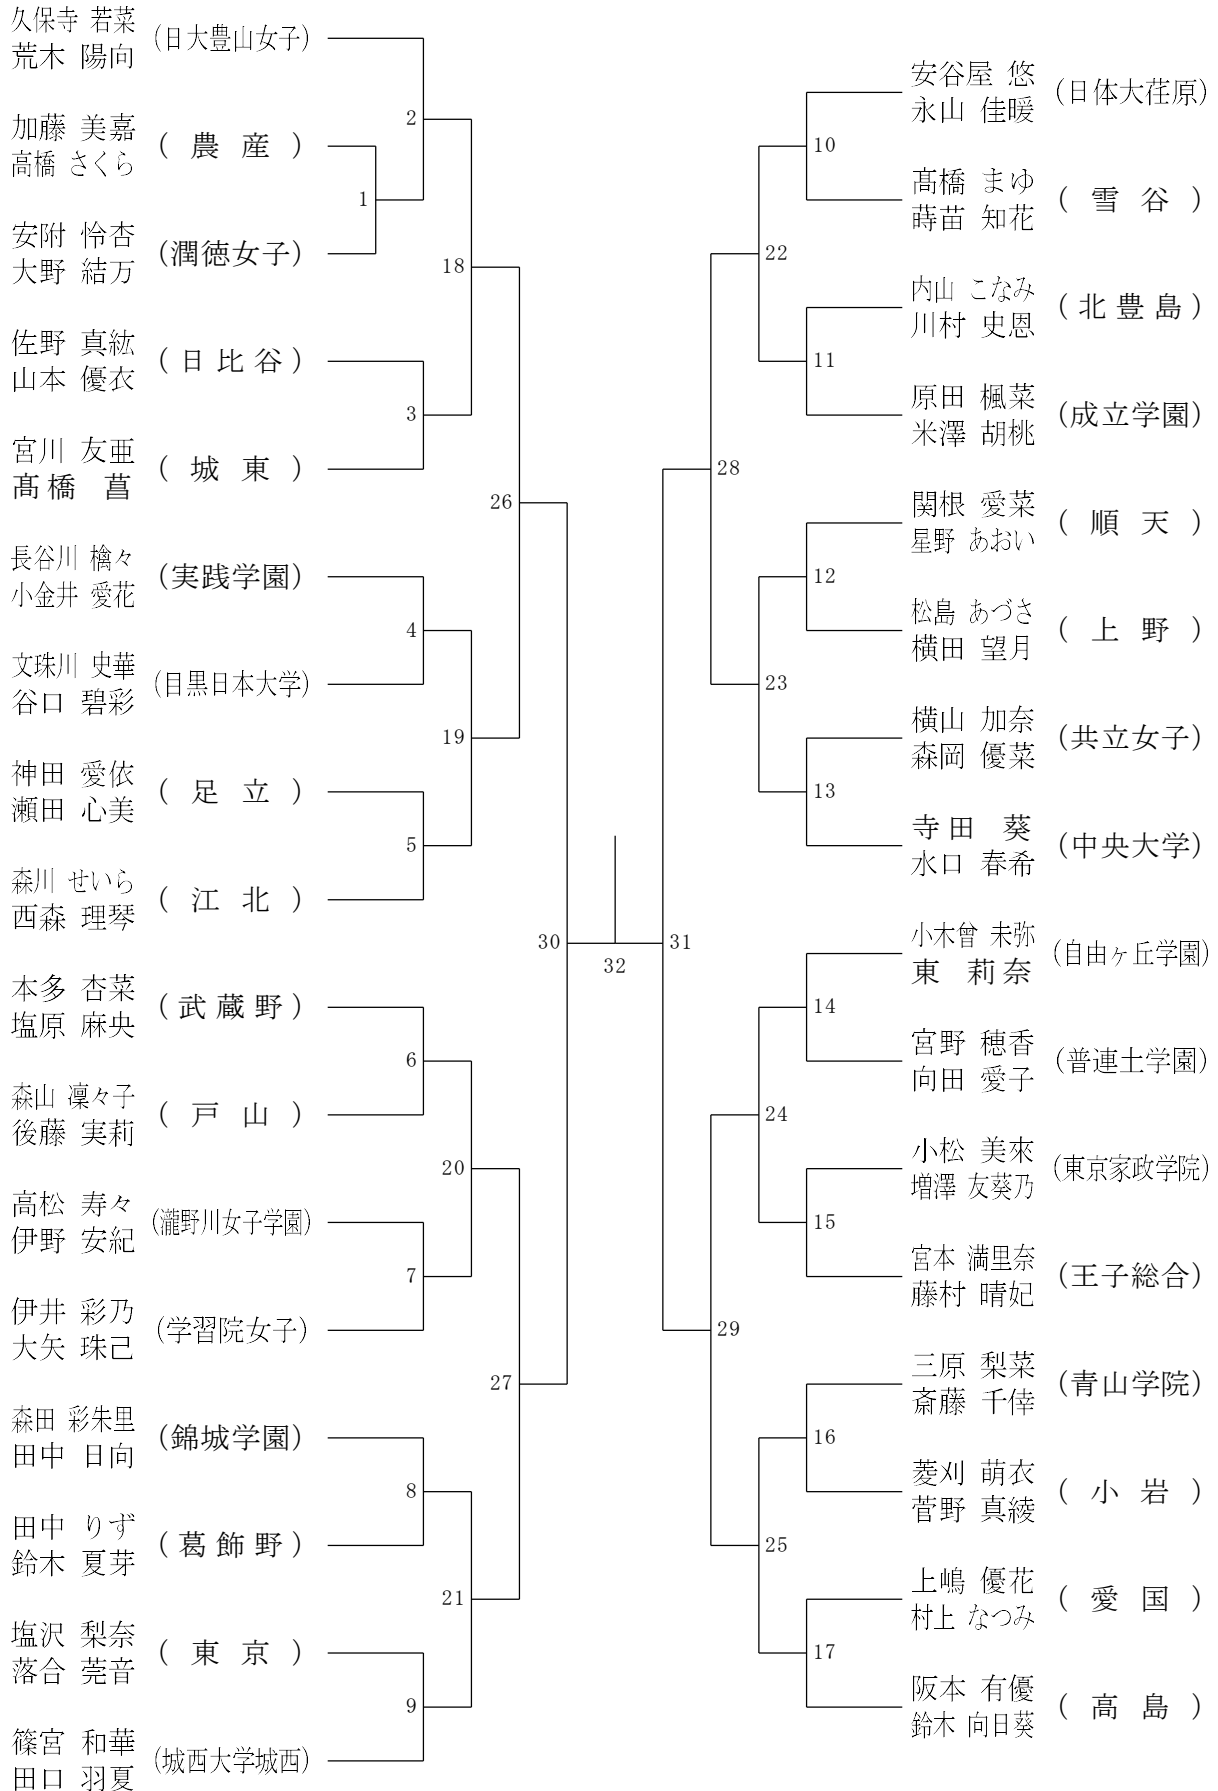 久保寺 若菜
荒木 陽向
(日大豊山女子)
加藤 美嘉
高橋 さくら
(農産)
安附 怜杏
大野 結万
(潤徳女子)
佐野 真紘
山本 優衣
(日比谷)
宮川 友亜
髙橋 菖
(城東)
長谷川 檎々
小金井 愛花
(実践学園)
文珠川 史華
谷口 碧彩
(目黒日本大学)
神田 愛依
瀬田 心美
(足立)
森川 せいら
西森 理琴
(江北)
本多 杏菜
塩原 麻央
(武蔵野)
森山 凜々子
後藤 実莉
(戸山)
高松 寿々
伊野 安紀
(瀧野川女子学園)
伊井 彩乃
大矢 珠己
(学習院女子)
森田 彩朱里
田中 日向
(錦城学園)
田中 りず
鈴木 夏芽
(葛飾野)
塩沢 梨奈
落合 莞音
(東京)
篠宮 和華
田口 羽夏
(城西大学城西)
1
2
3
4
5
6
7
8
9
18
19
20
21
26
27
30
32
31
28
29
22
23
24
25
10
11
12
13
14
15
16
17
安谷屋 悠
永山 佳暖
(日体大荏原)
髙橋 まゆ
蒔苗 知花
(雪谷)
内山 こなみ
川村 史恩
(北豊島)
原田 楓菜
米澤 胡桃
(成立学園)
関根 愛菜
星野 あおい
(順天)
松島 あづさ
横田 望月
(上野)
横山 加奈
森岡 優菜
(共立女子)
寺田 葵
水口 春希
(中央大学)
小木曾 未弥
東 莉奈
(自由ヶ丘学園)
宮野 穂香
向田 愛子
(普連土学園)
小松 美來
増澤 友葵乃
(東京家政学院)
宮本 満里奈
藤村 晴妃
(王子総合)
三原 梨菜
斎藤 千倖
(青山学院)
菱刈 萌衣
菅野 真綾
(小岩)
上嶋 優花
村上 なつみ
(愛国)
阪本 有優
鈴木 向日葵
(高島)